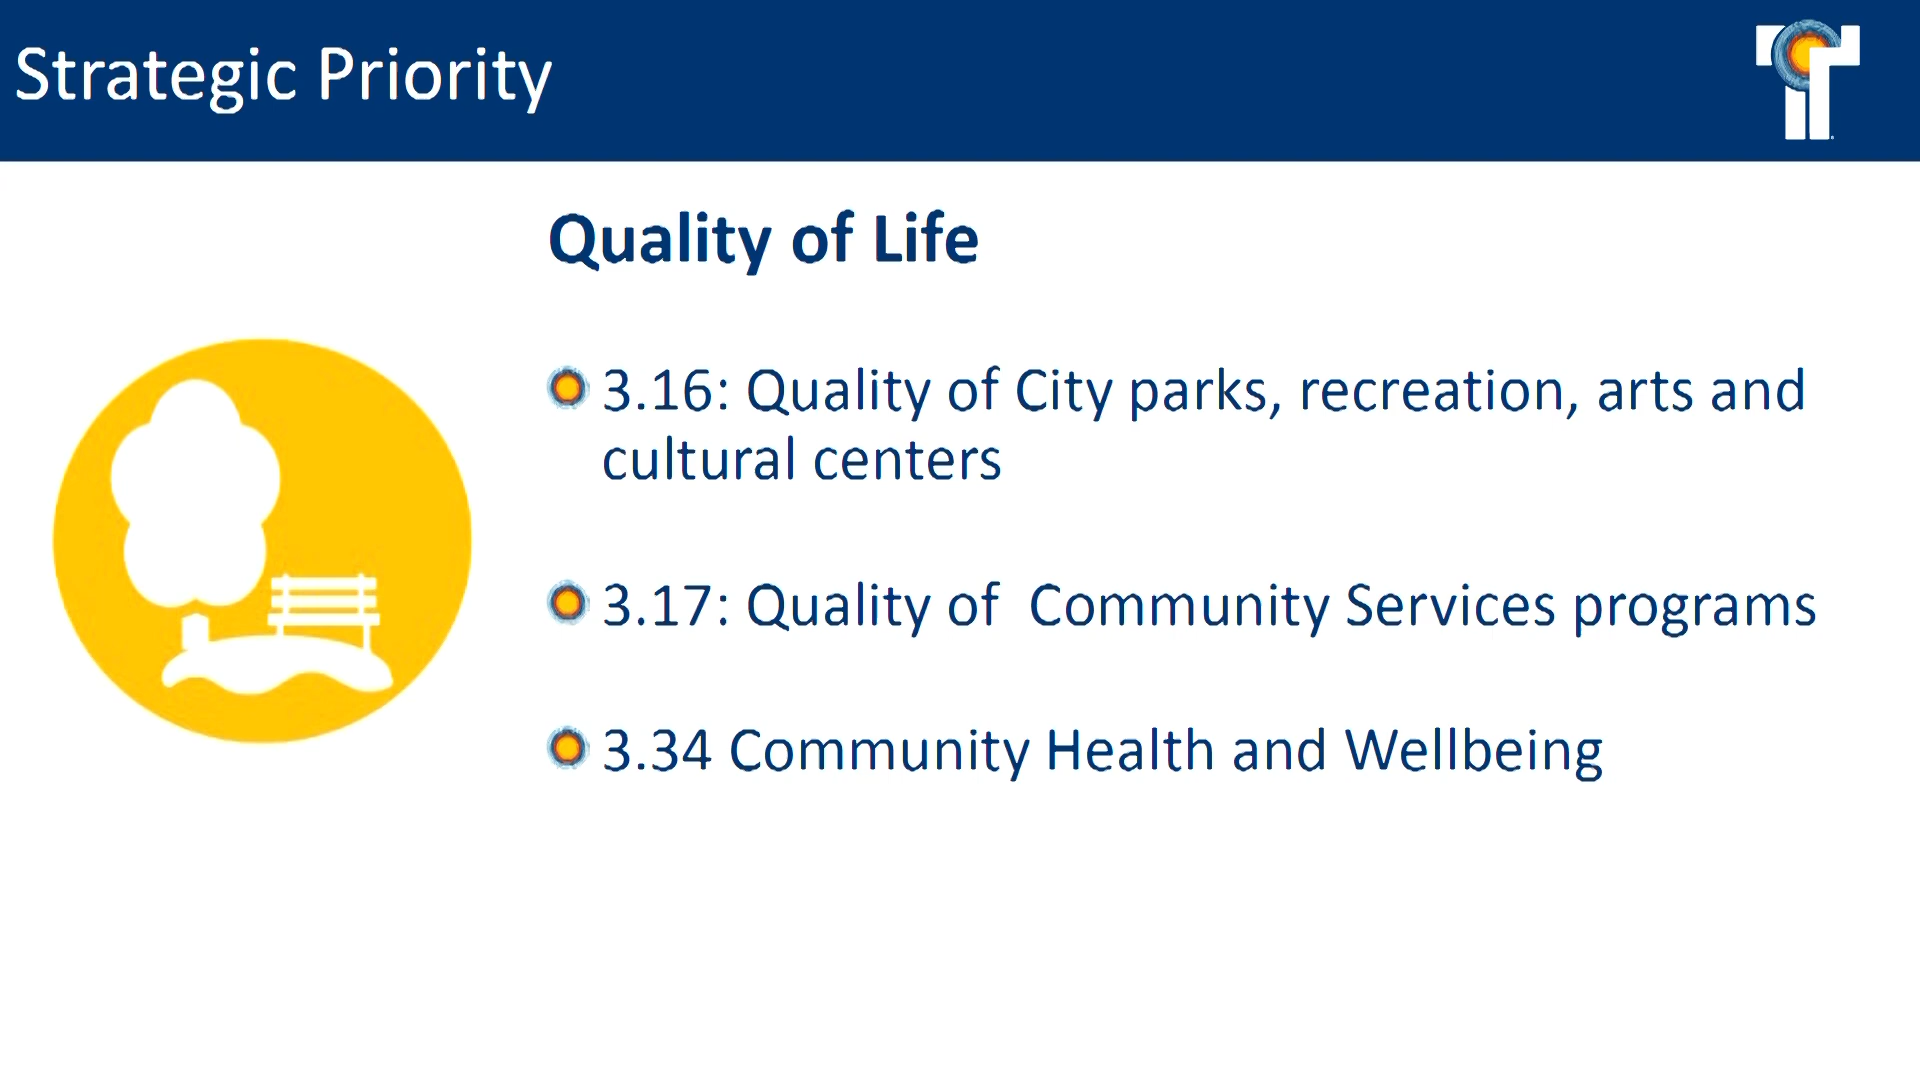 Strategic Priority
Quality of Life
3.16: Quality of City parks, recreation, arts and
cultural centers
3.17: Quality of  Community Services programs
3.34 Community Health and Wellbeing